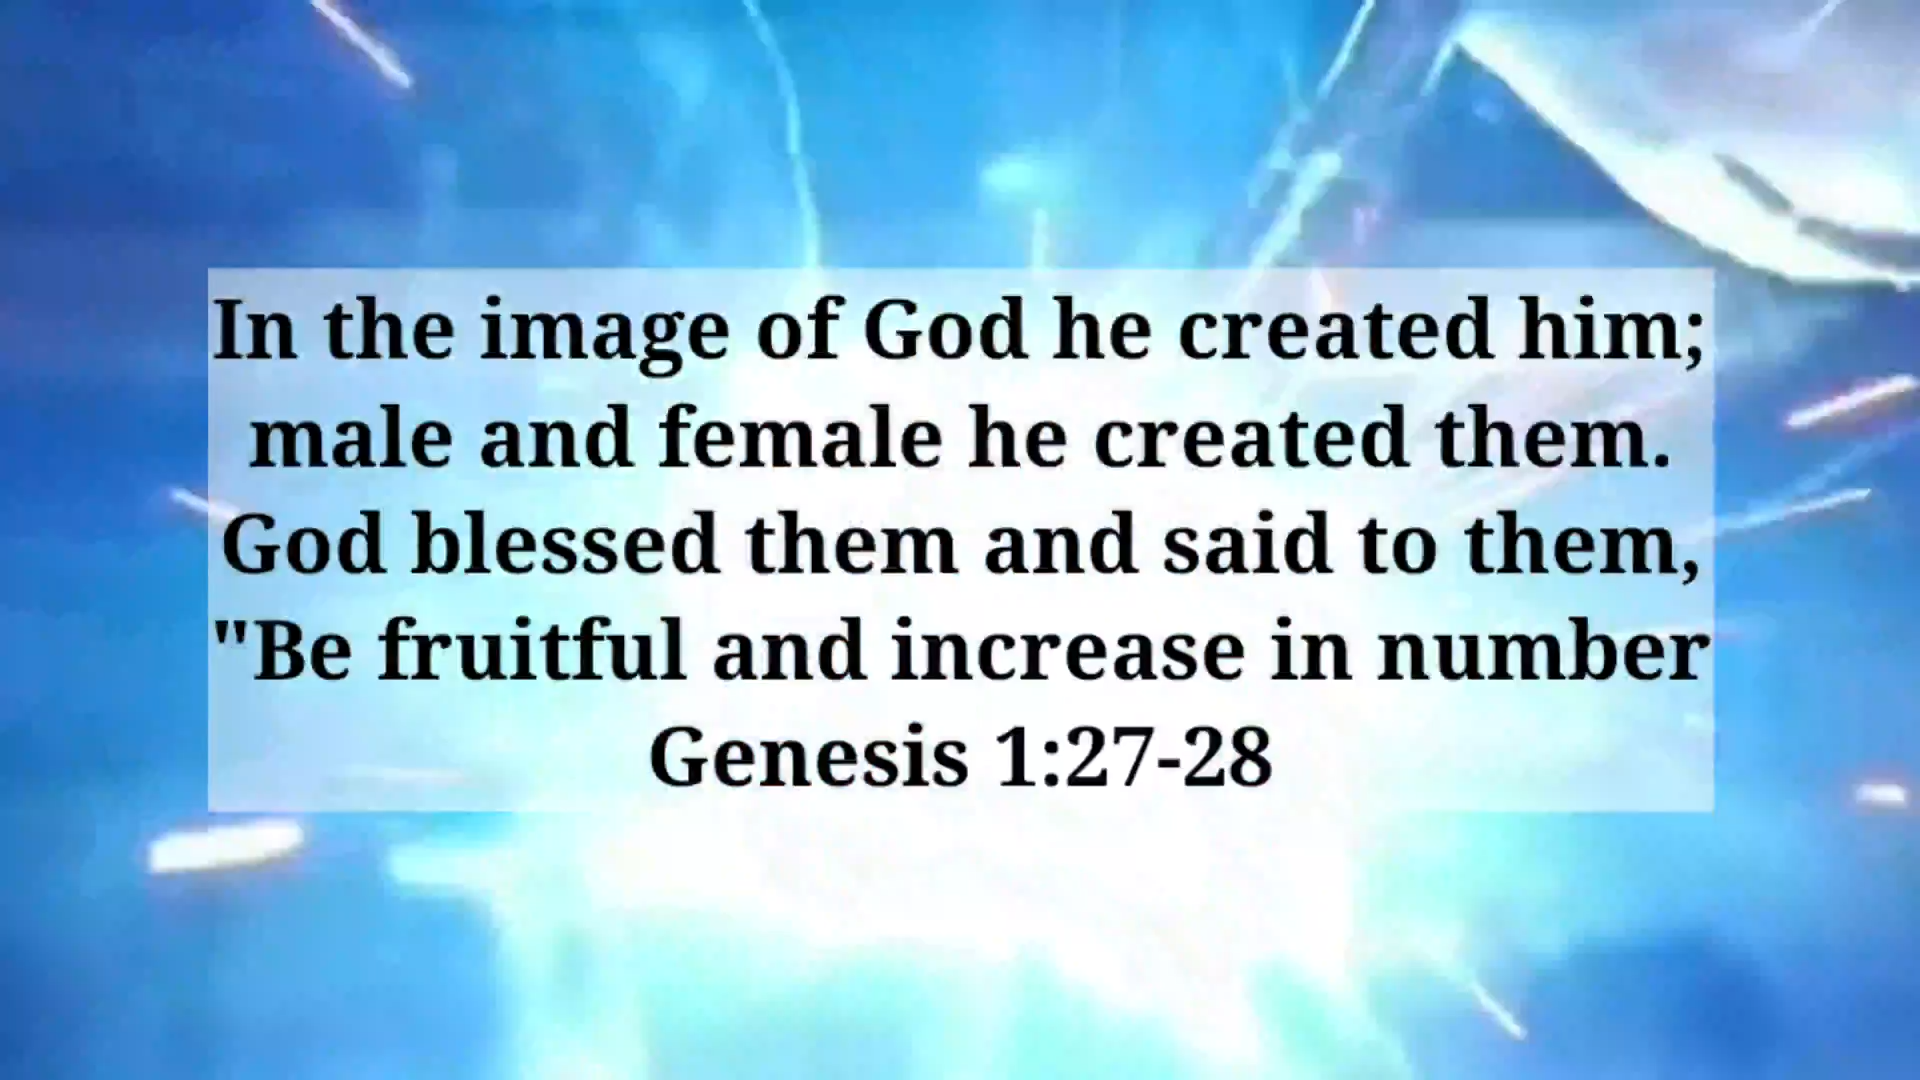 In the image of God he created him;
male and female he created them.
God blessed them and said to them,
"Be fruitful and increase in number
Genesis 1:27-28